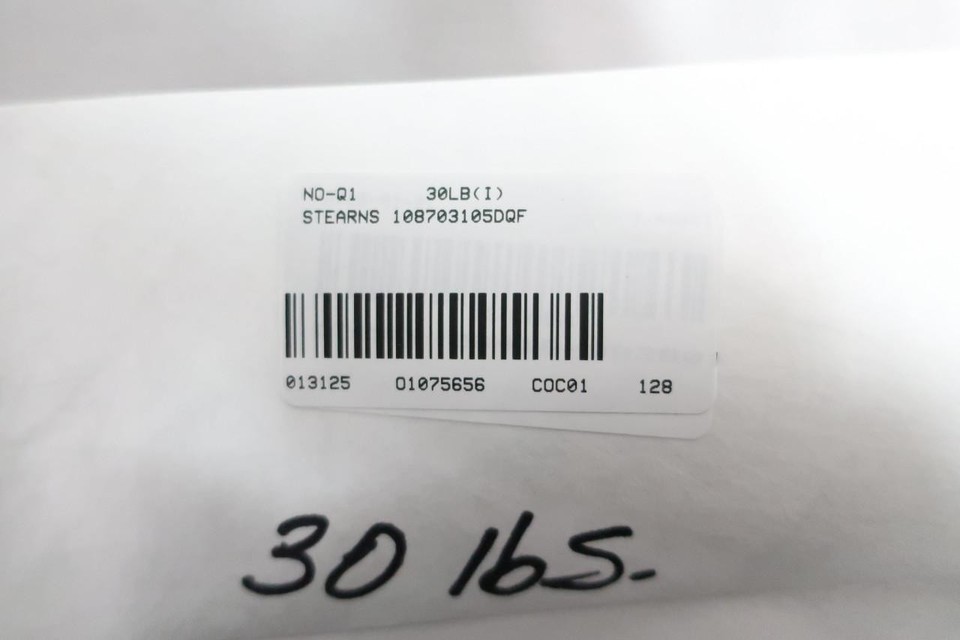 NO-Q1 30LB(I)
STEARNS 108703105DQF
013125 01075656 COC01 128
30 lbs.